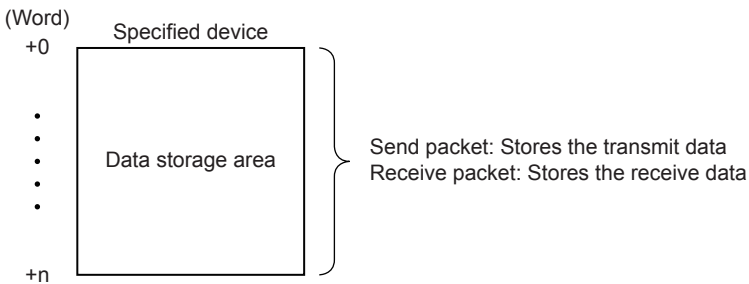 (Word)
Specified device
+0
Data storage area
Send packet: Stores the transmit data
Receive packet: Stores the receive data
+n